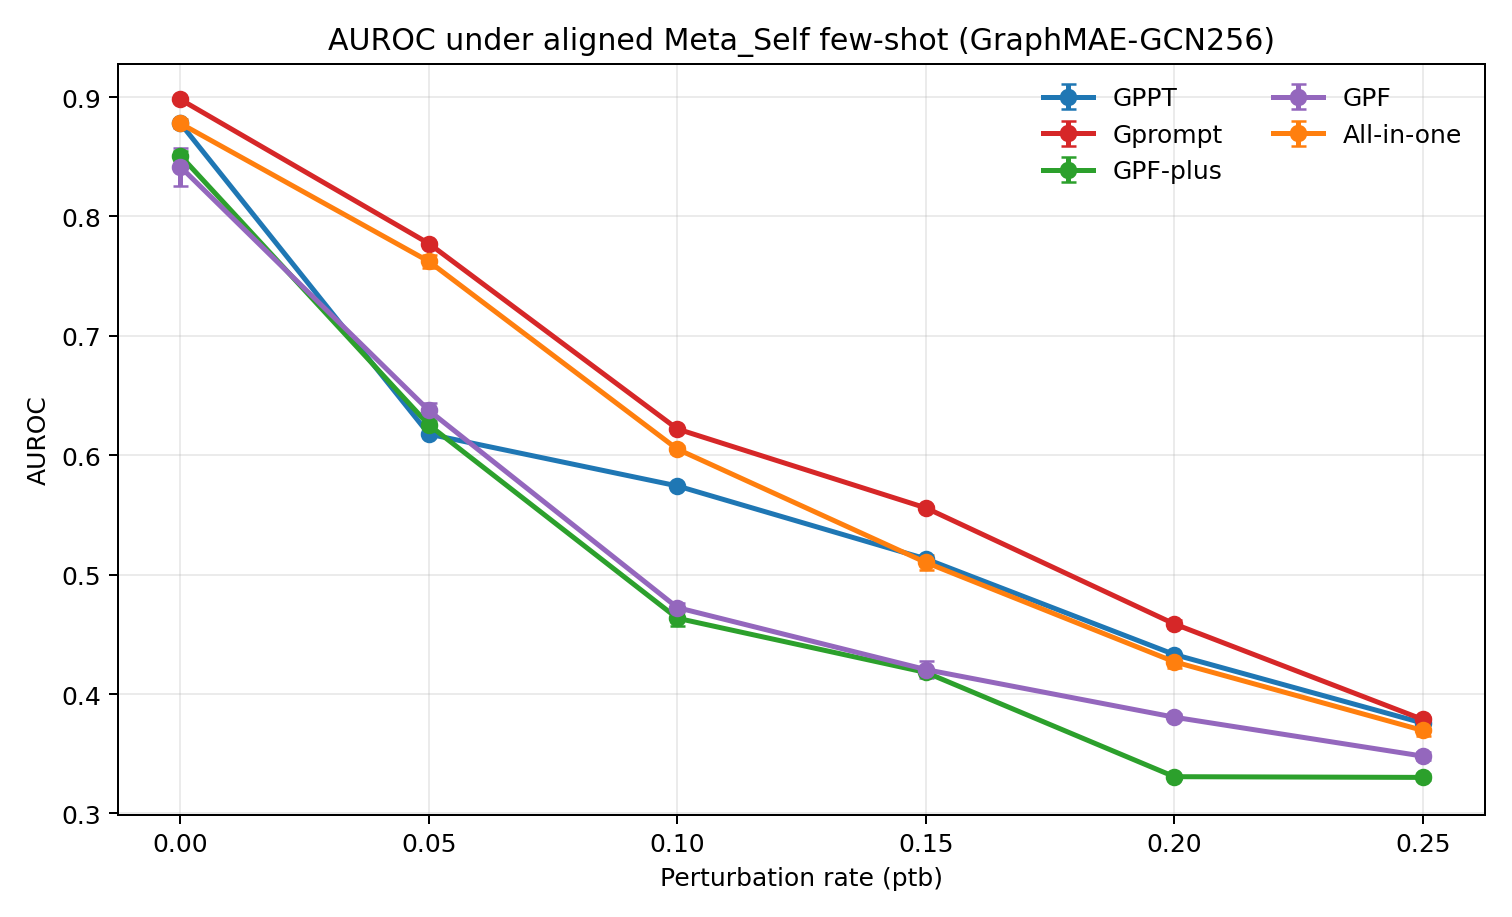 AUROC under aligned Meta_Self few-shot (GraphMAE-GCN256)
GPPT
Gprompt
GPF-plus
GPF
All-in-one
AUROC
0.9
0.8
0.7
0.6
0.5
0.4
0.3
0.00 0.05 0.10 0.15 0.20 0.25
Perturbation rate (ptb)